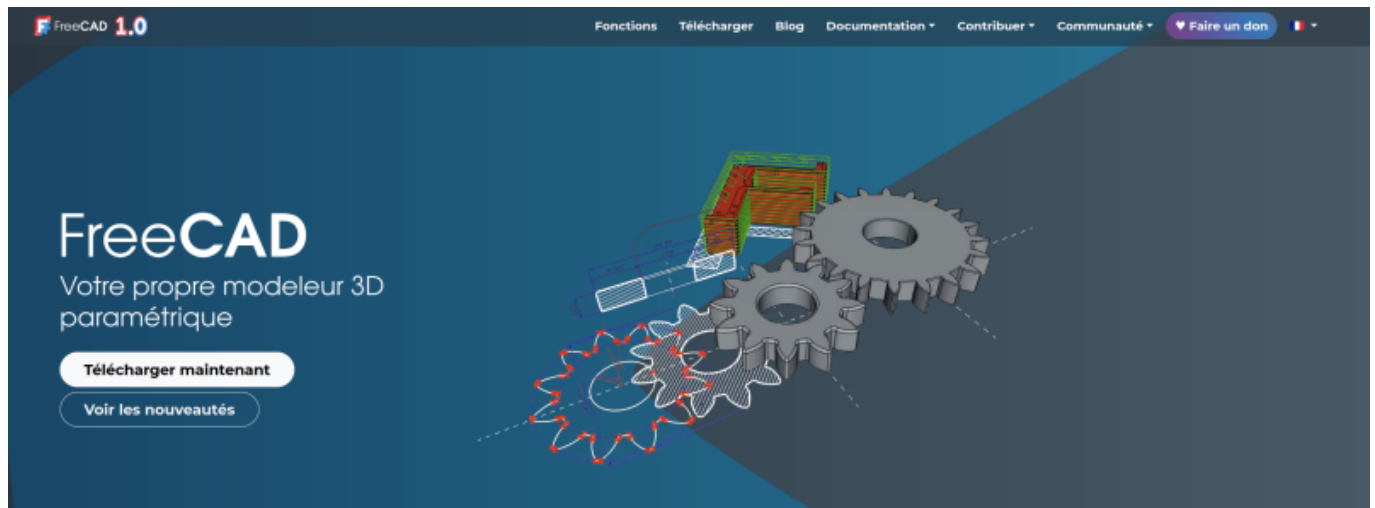 FreeCAD 1.0
Fonctions Télécharger Blog Documentation Contribuer Communauté ♥ Faire un don
FreeCAD
Votre propre modeleur 3D
paramétrique
Télécharger maintenant
Voir les nouveautés